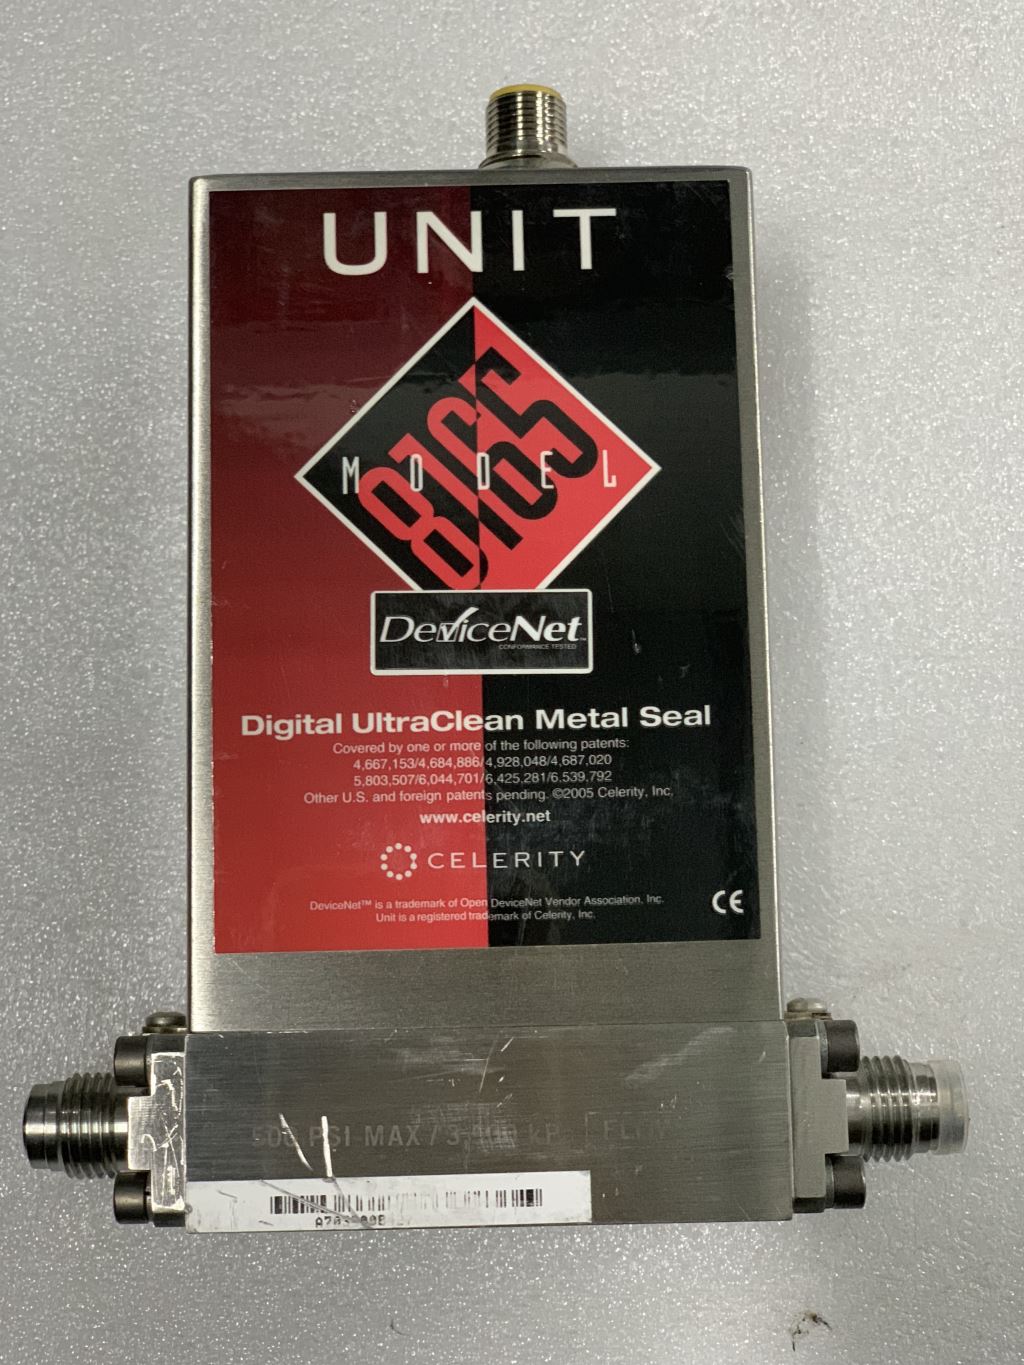 UNIT
8165
MODEL
DeviceNet™
CONFORMANCE TESTED
Digital UltraClean Metal Seal
Covered by one or more of the following patents:
4,667,153/4,684,886/4,928,048/4,687,020
5,803,507/6,044,701/6,425,281/6,539,792
Other U.S. and foreign patents pending. ©2005 Celerity, Inc,
www.celerity.net
CELERITY
DeviceNet™ is a trademark of Open DeviceNet Vendor Association, Inc.
Unit is a registered trademark of Celerity, Inc.
CE
500 PSI MAX / FLOW